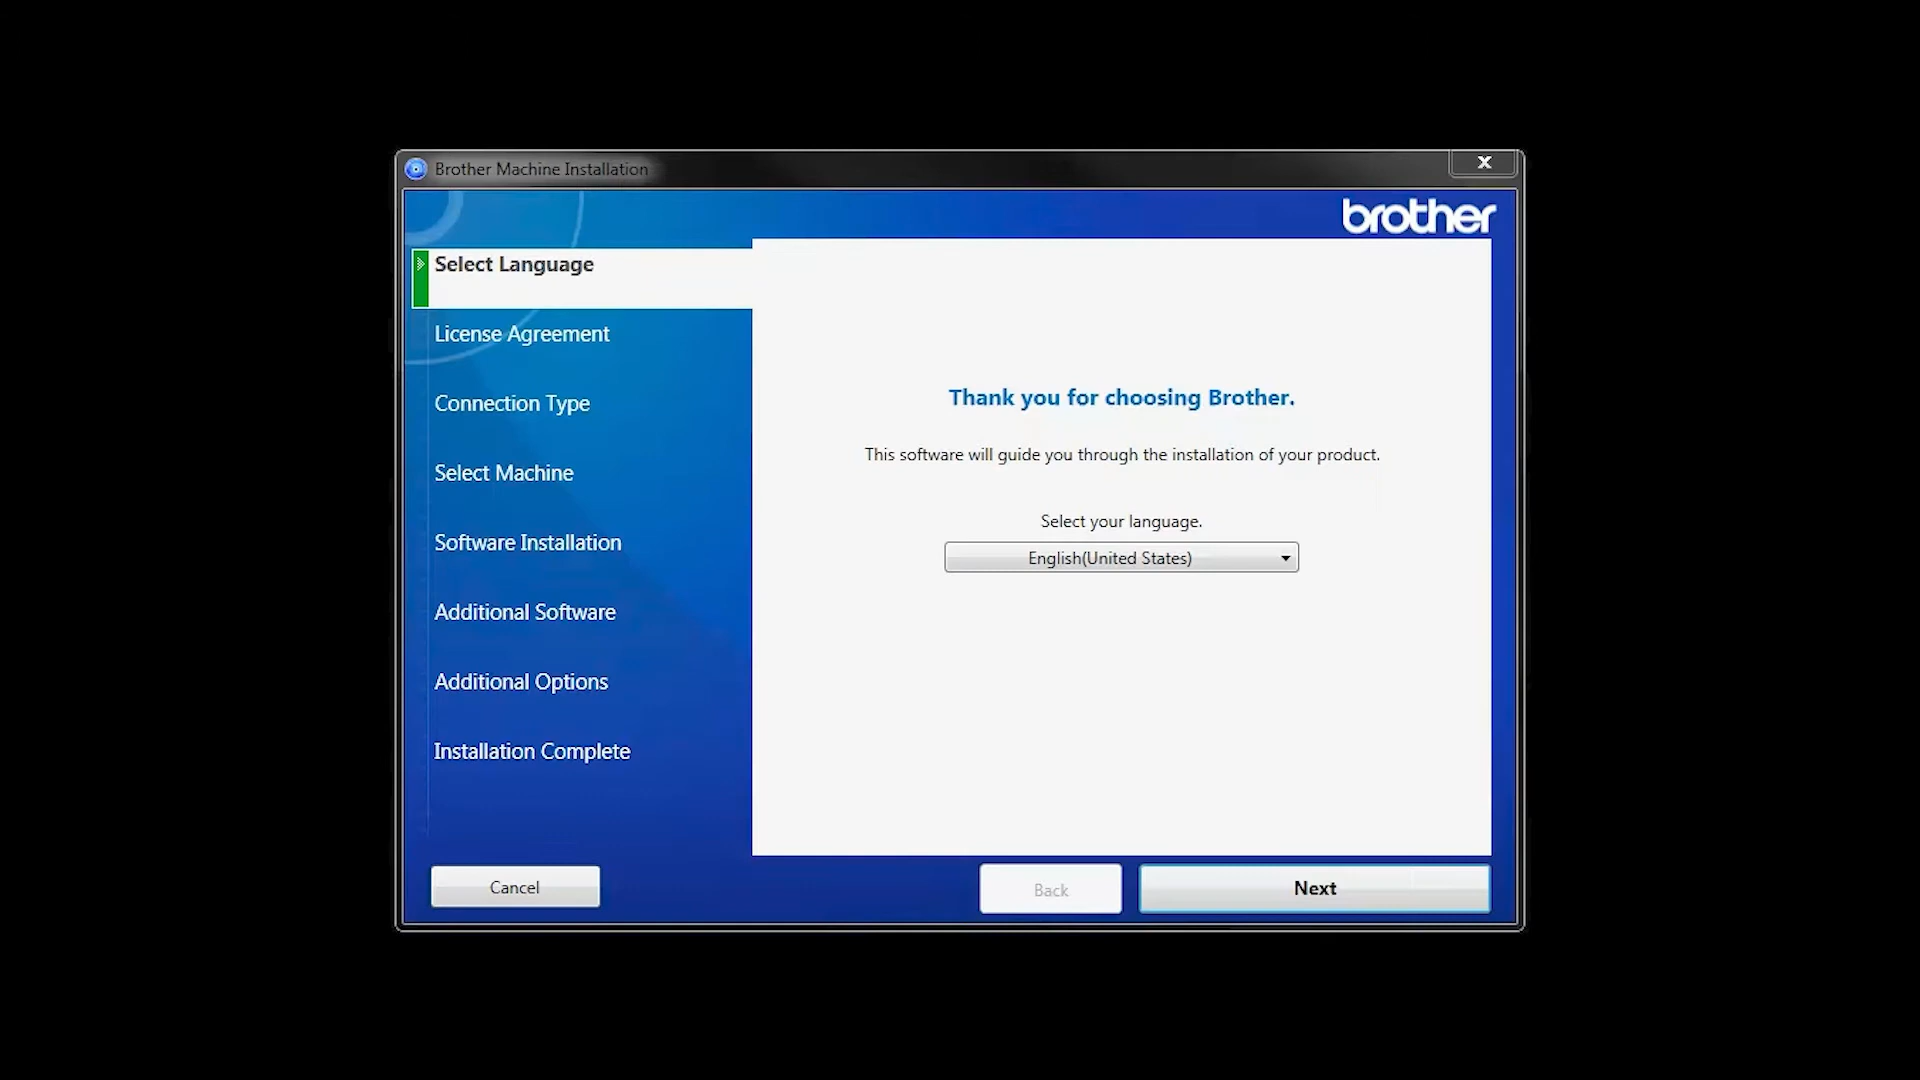 Brother Machine Installation
X
brother
Select Language
License Agreement
Connection Type
Select Machine
Software Installation
Additional Software
Additional Options
Installation Complete
Thank you for choosing Brother.
This software will guide you through the installation of your product.
Select your language.
English(United States)
Cancel
Back
Next